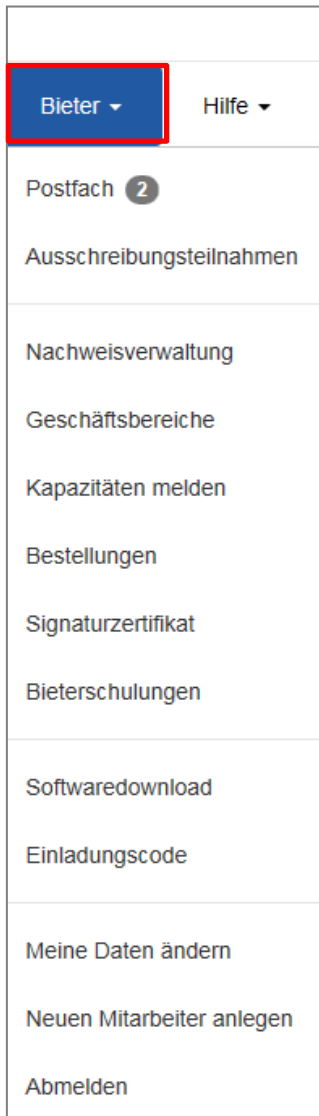 Bieter Hilfe
Postfach 2
Ausschreibungsteilnahmen
Nachweisverwaltung
Geschäftsbereiche
Kapazitäten melden
Bestellungen
Signaturzertifikat
Bieterschulungen
Softwaredownload
Einladungscode
Meine Daten ändern
Neuen Mitarbeiter anlegen
Abmelden